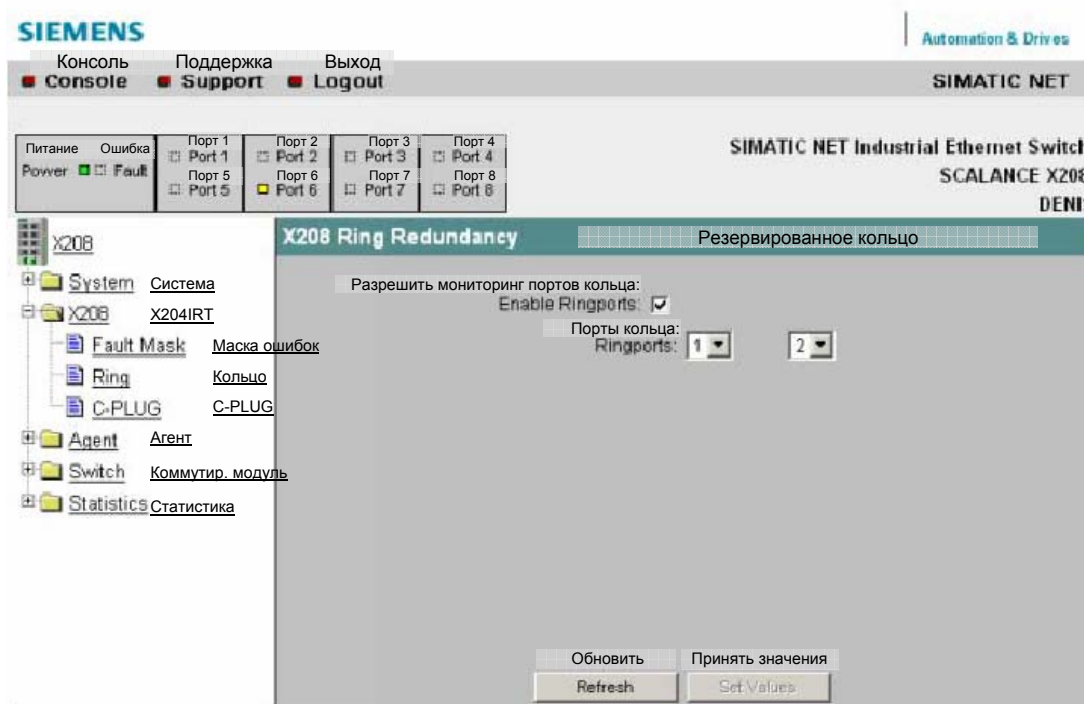 SIEMENS
Automation & Drives
Консоль Поддержка Выход
Console Support Logout
SIMATIC NET
Питание Ошибка
Power Fault
Порт 1 Порт 2 Порт 3 Порт 4
Port 1 Port 2 Port 3 Port 4
Порт 5 Порт 6 Порт 7 Порт 8
Port 5 Port 6 Port 7 Port 8
SIMATIC NET Industrial Ethernet Switch
SCALANCE X208
DENI
X208
X208 Ring Redundancy Резервированное кольцо
System Система
X208 X204IRT
Fault Mask Маска ошибок
Ring Кольцо
C-PLUG C-PLUG
Agent Агент
Switch Коммутир. модуль
Statistics Статистика
Разрешить мониторинг портов кольца:
Enable Ringports:
Порты кольца:
Ringports: 1 2
Обновить Принять значения
Refresh Set Values